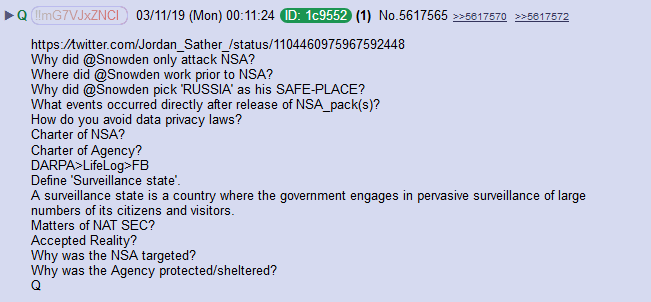 Q !!mG7VJxZNCI 03/11/19 (Mon) 00:11:24 ID: 1c9552 (1) No.5617565 >>5617570 >>5617572
https://twitter.com/Jordan_Sather_/status/1104460975967592448
Why did @Snowden only attack NSA?
Where did @Snowden work prior to NSA?
Why did @Snowden pick 'RUSSIA' as his SAFE-PLACE?
What events occurred directly after release of NSA_pack(s)?
How do you avoid data privacy laws?
Charter of NSA?
Charter of Agency?
DARPA>LifeLog>FB
Define 'Surveillance state'.
A surveillance state is a country where the government engages in pervasive surveillance of large
numbers of its citizens and visitors.
Matters of NAT SEC?
Accepted Reality?
Why was the NSA targeted?
Why was the Agency protected/sheltered?
Q